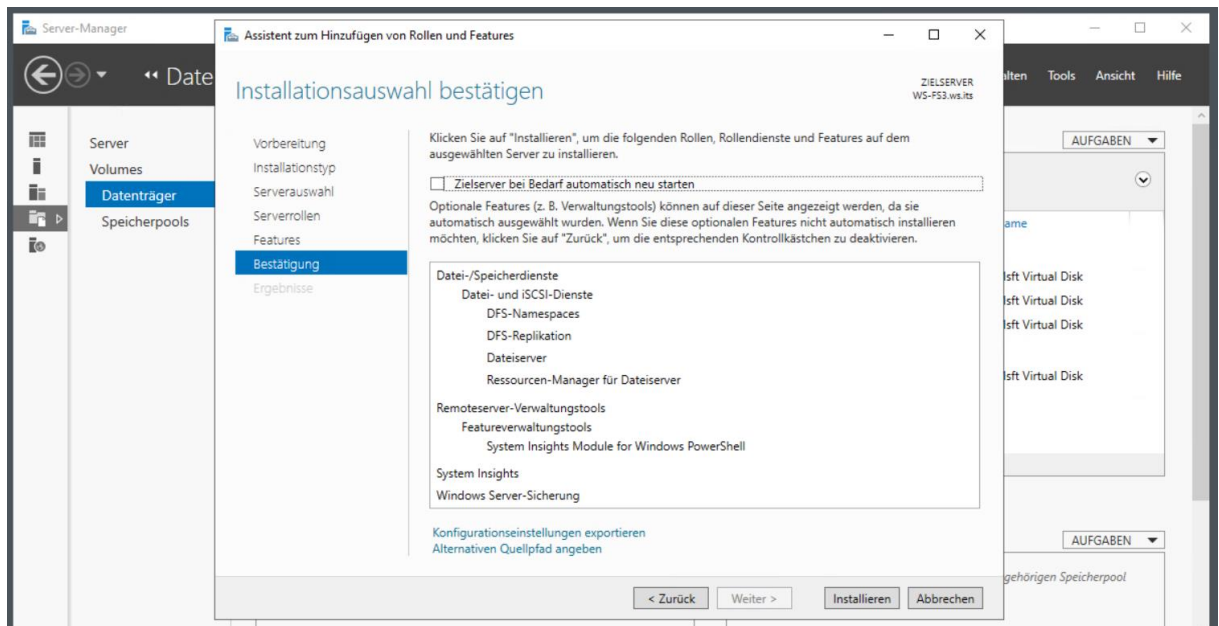 Server-Manager
Date
Verwalten Tools Ansicht Hilfe
Server
Volumes
Datenträger
Speicherpools
AUFGABEN
Msft Virtual Disk
Msft Virtual Disk
Msft Virtual Disk
Msft Virtual Disk
AUFGABEN
gehörigen Speicherpool
Assistent zum Hinzufügen von Rollen und Features
Installationsauswahl bestätigen
ZIELSERVER
WS-FS3.ws.its
Vorbereitung
Installationstyp
Serverauswahl
Serverrollen
Features
Bestätigung
Ergebnisse
Klicken Sie auf "Installieren", um die folgenden Rollen, Rollendienste und Features auf dem
ausgewählten Server zu installieren.
Zielserver bei Bedarf automatisch neu starten
Optionale Features (z. B. Verwaltungstools) können auf dieser Seite angezeigt werden, da sie
automatisch ausgewählt wurden. Wenn Sie diese optionalen Features nicht automatisch installieren
möchten, klicken Sie auf "Zurück", um die entsprechenden Kontrollkästchen zu deaktivieren.
Datei-/Speicherdienste
Datei- und iSCSI-Dienste
DFS-Namespaces
DFS-Replikation
Dateiserver
Ressourcen-Manager für Dateiserver
Remoteserver-Verwaltungstools
Featureverwaltungstools
System Insights Module for Windows PowerShell
System Insights
Windows Server-Sicherung
Konfigurationseinstellungen exportieren
Alternativen Quellpfad angeben
< Zurück Weiter > Installieren Abbrechen